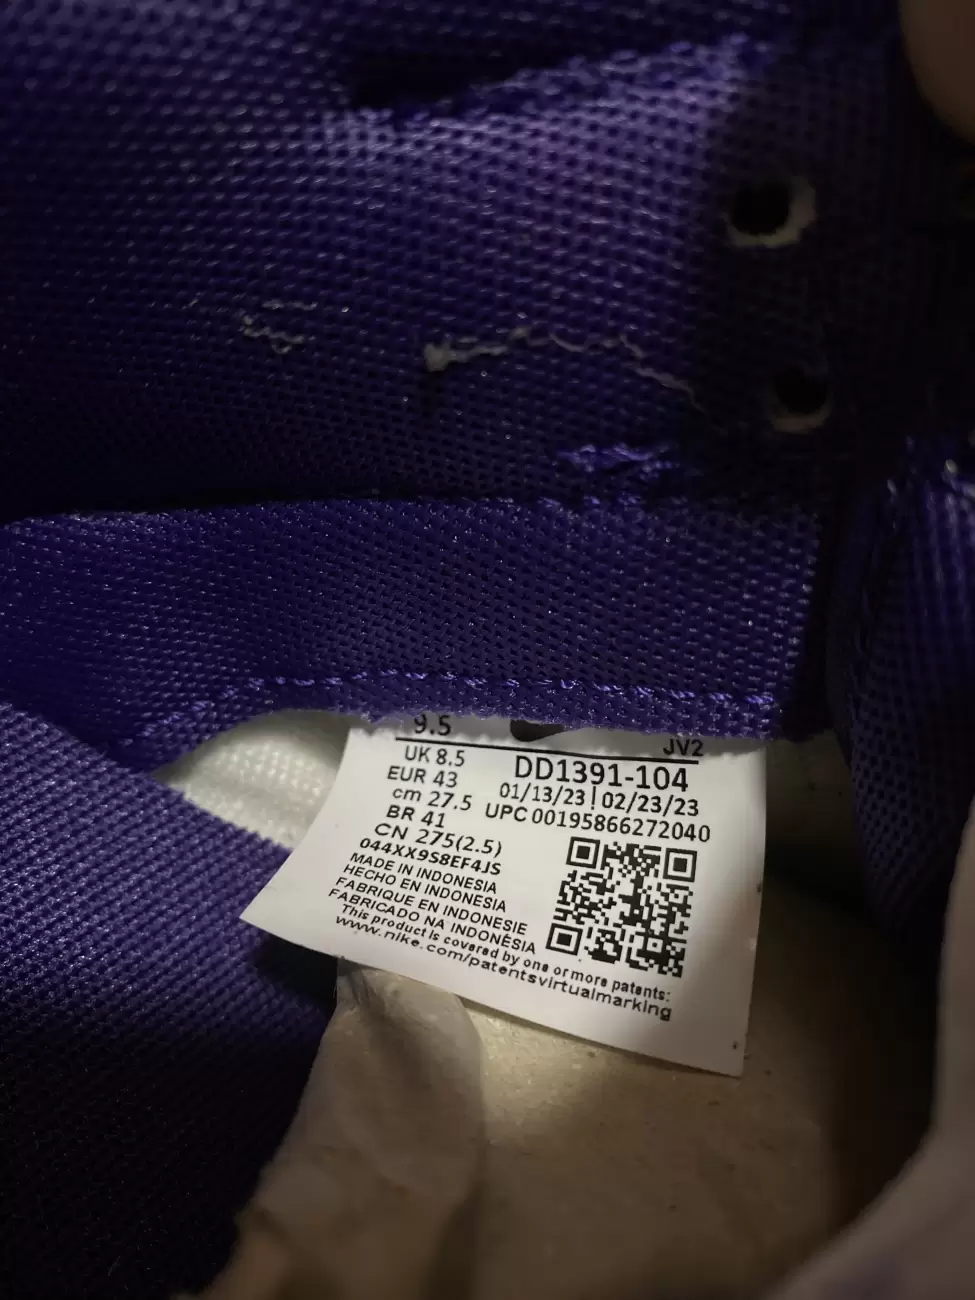 9.5
JV2
UK 8.5
DD1391-104
EUR 43
01/13/23 | 02/23/23
cm 27.5
UPC 00195866272040
BR 41
CN 275(2.5)
044XX9S8EF4JS
MADE IN INDONESIA
HECHO EN INDONESIA
FABRIQUE EN INDONESIE
FABRICADO NA INDONÈSIA
This product is covered by one or more patents:
www.nike.com/patentsvirtualmarking